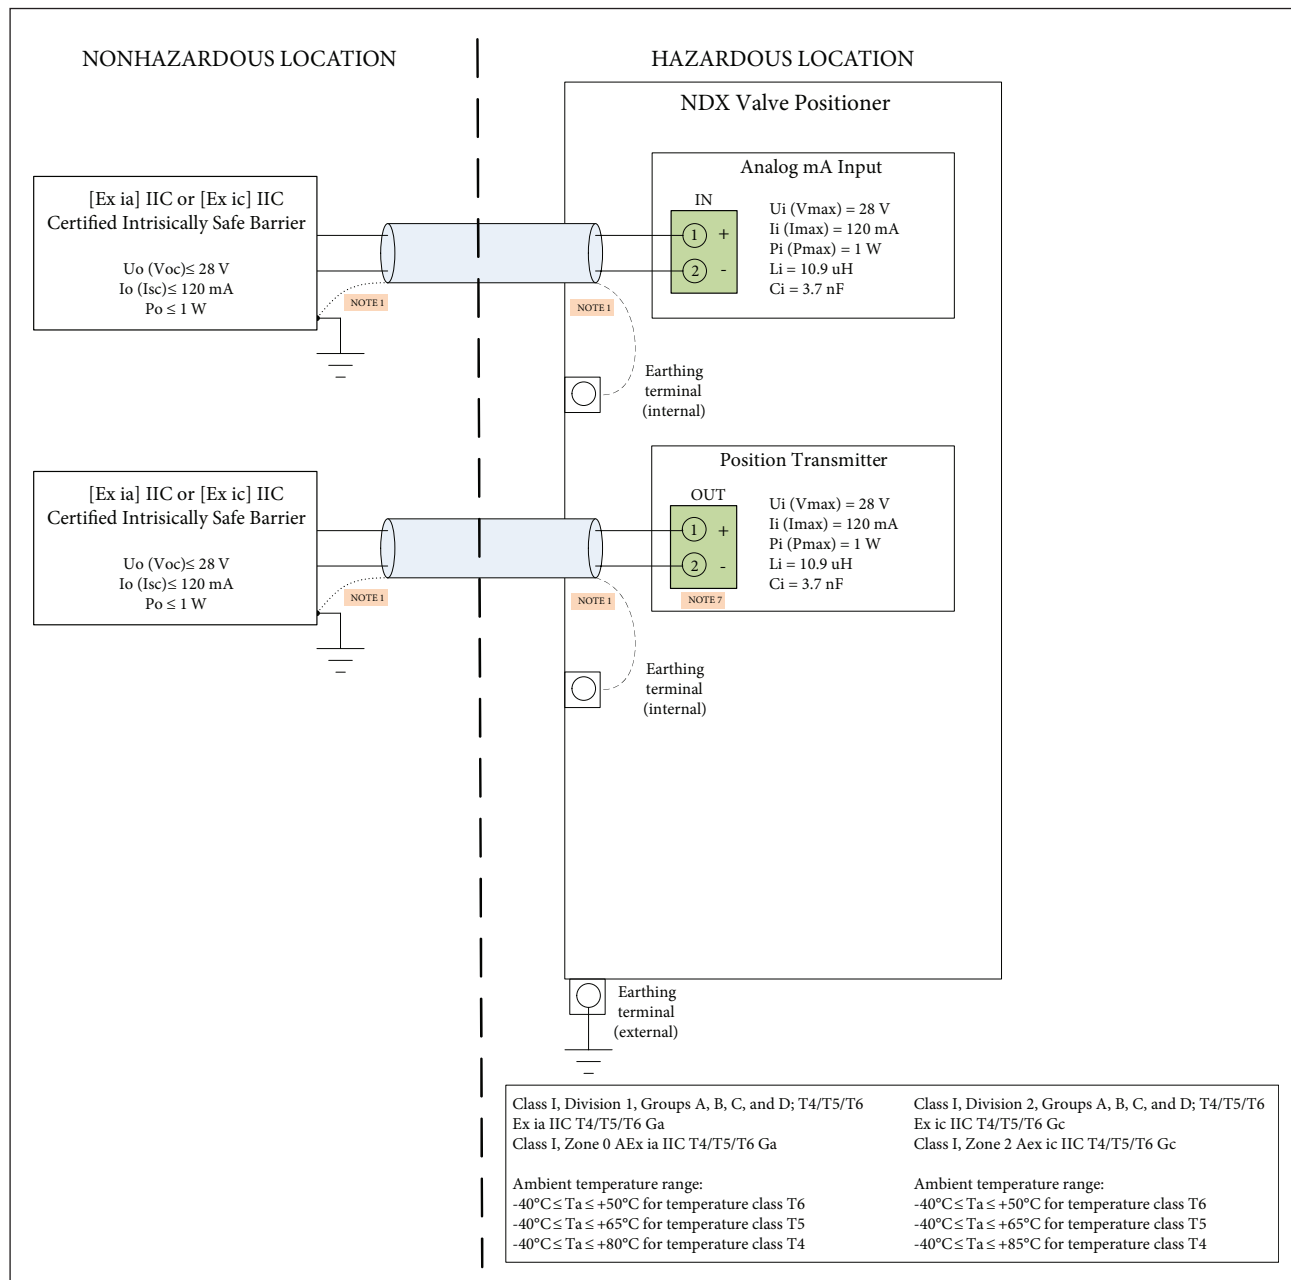 NONHAZARDOUS LOCATION
HAZARDOUS LOCATION
NDX Valve Positioner
[Ex ia] IIC or [Ex ic] IIC
Certified Intrisically Safe Barrier
Uo (Voc)≤ 28 V
Io (Isc)≤ 120 mA
Po ≤ 1 W
NOTE 1
NOTE 1
Analog mA Input
IN
1 +
2 -
Ui (Vmax) = 28 V
Ii (Imax) = 120 mA
Pi (Pmax) = 1 W
Li = 10.9 uH
Ci = 3.7 nF
Earthing
terminal
(internal)
[Ex ia] IIC or [Ex ic] IIC
Certified Intrisically Safe Barrier
Uo (Voc)≤ 28 V
Io (Isc)≤ 120 mA
Po ≤ 1 W
NOTE 1
NOTE 1
Position Transmitter
OUT
1 +
2 -
NOTE 7
Ui (Vmax) = 28 V
Ii (Imax) = 120 mA
Pi (Pmax) = 1 W
Li = 10.9 uH
Ci = 3.7 nF
Earthing
terminal
(internal)
Earthing
terminal
(external)
Class I, Division 1, Groups A, B, C, and D; T4/T5/T6
Ex ia IIC T4/T5/T6 Ga
Class I, Zone 0 AEx ia IIC T4/T5/T6 Ga
Ambient temperature range:
-40°C ≤ Ta ≤ +50°C for temperature class T6
-40°C ≤ Ta ≤ +65°C for temperature class T5
-40°C ≤ Ta ≤ +80°C for temperature class T4
Class I, Division 2, Groups A, B, C, and D; T4/T5/T6
Ex ic IIC T4/T5/T6 Gc
Class I, Zone 2 Aex ic IIC T4/T5/T6 Gc
Ambient temperature range:
-40°C ≤ Ta ≤ +50°C for temperature class T6
-40°C ≤ Ta ≤ +65°C for temperature class T5
-40°C ≤ Ta ≤ +85°C for temperature class T4